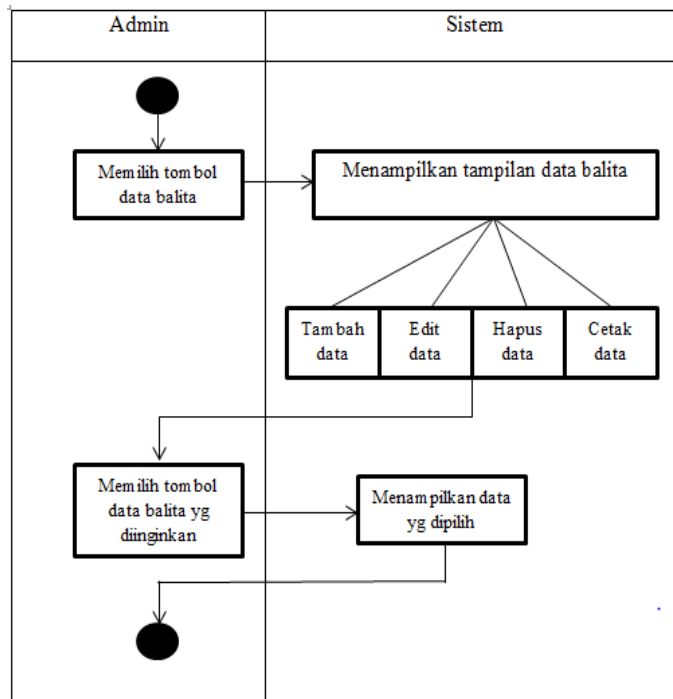 Admin
Sistem
Memilih tombol
data balita
Menampilkan tampilan data balita
Tambah
data
Edit
data
Hapus
data
Cetak
data
Memilih tombol
data balita yg
diinginkan
Menampilkan data
yg dipilih